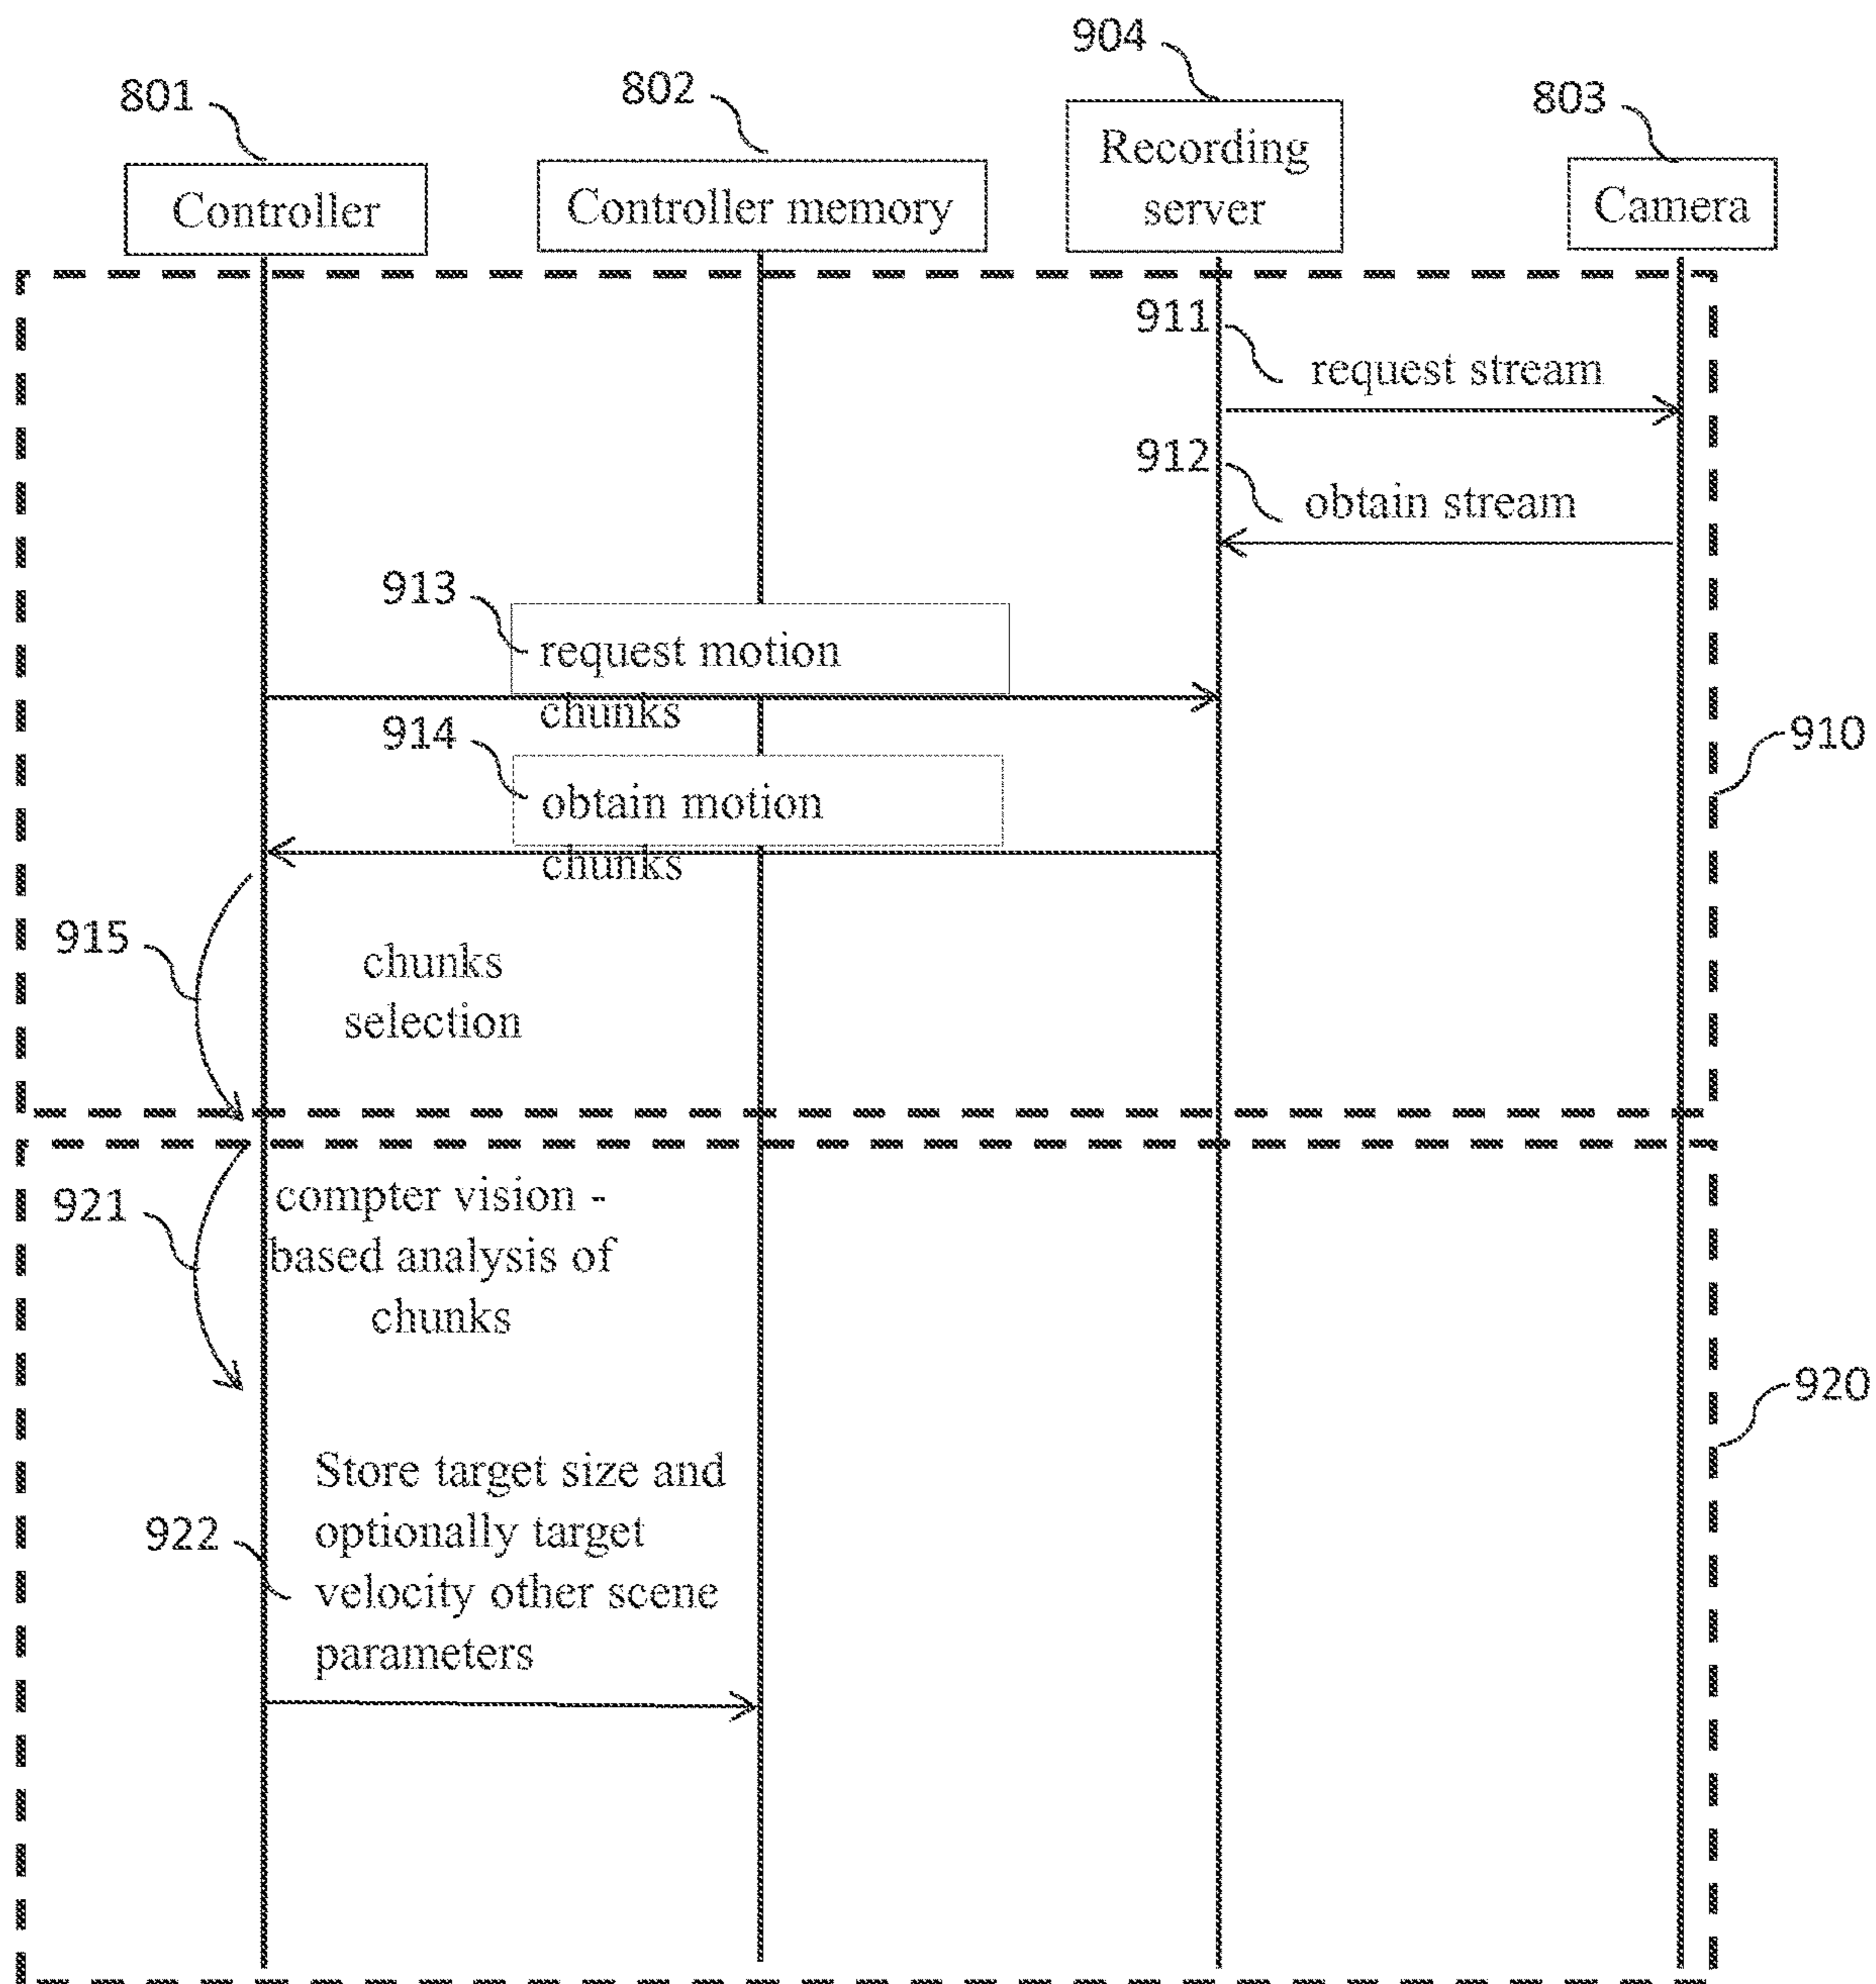 904
801
802
803
Controller
Controller memory
Recording
server
Camera
911
request stream
912
obtain stream
913
request motion
chunks
914
obtain motion
chunks
910
915
chunks
selection
921
compter vision -
based analysis of
chunks
920
Store target size and
optionally target
922
velocity other scene
parameters